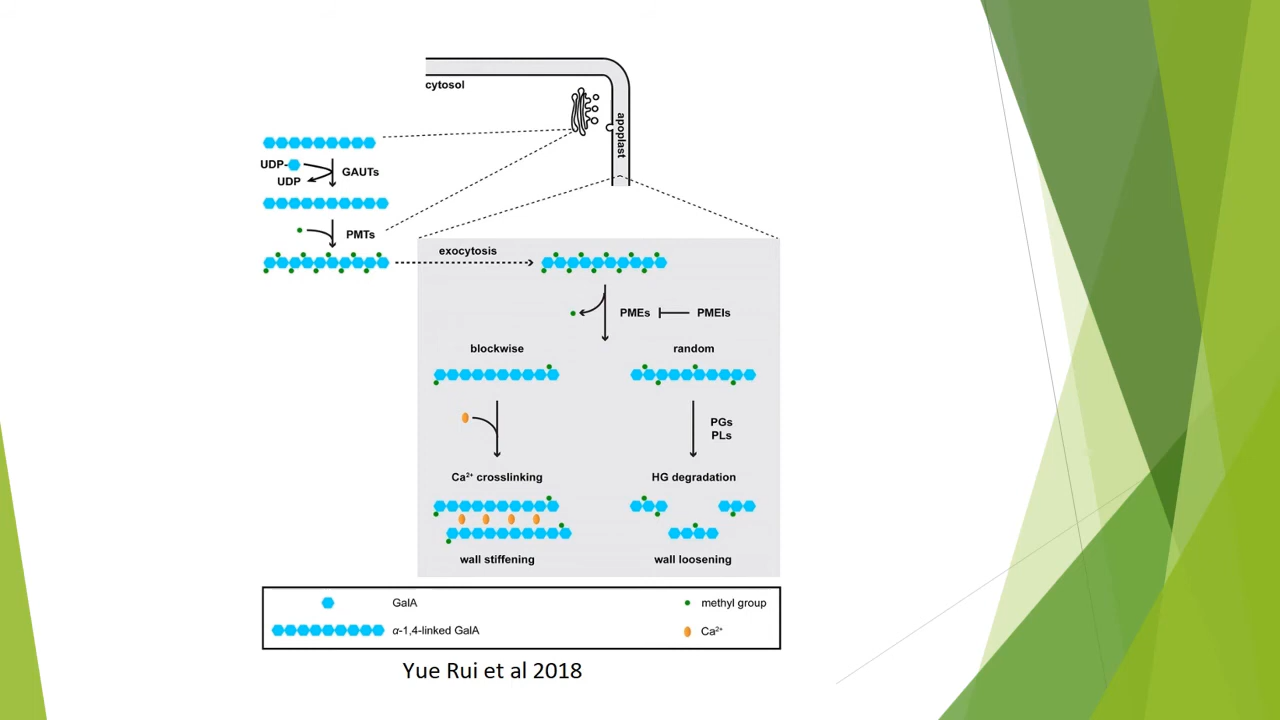 cytosol
apoplast
UDP-
UDP
GAUTs
PMTs
exocytosis
PMEs
PMEIs
blockwise
random
PGs
PLs
Ca²⁺ crosslinking
HG degradation
wall stiffening
wall loosening
GalA
methyl group
α-1,4-linked GalA
Ca²⁺
Yue Rui et al 2018